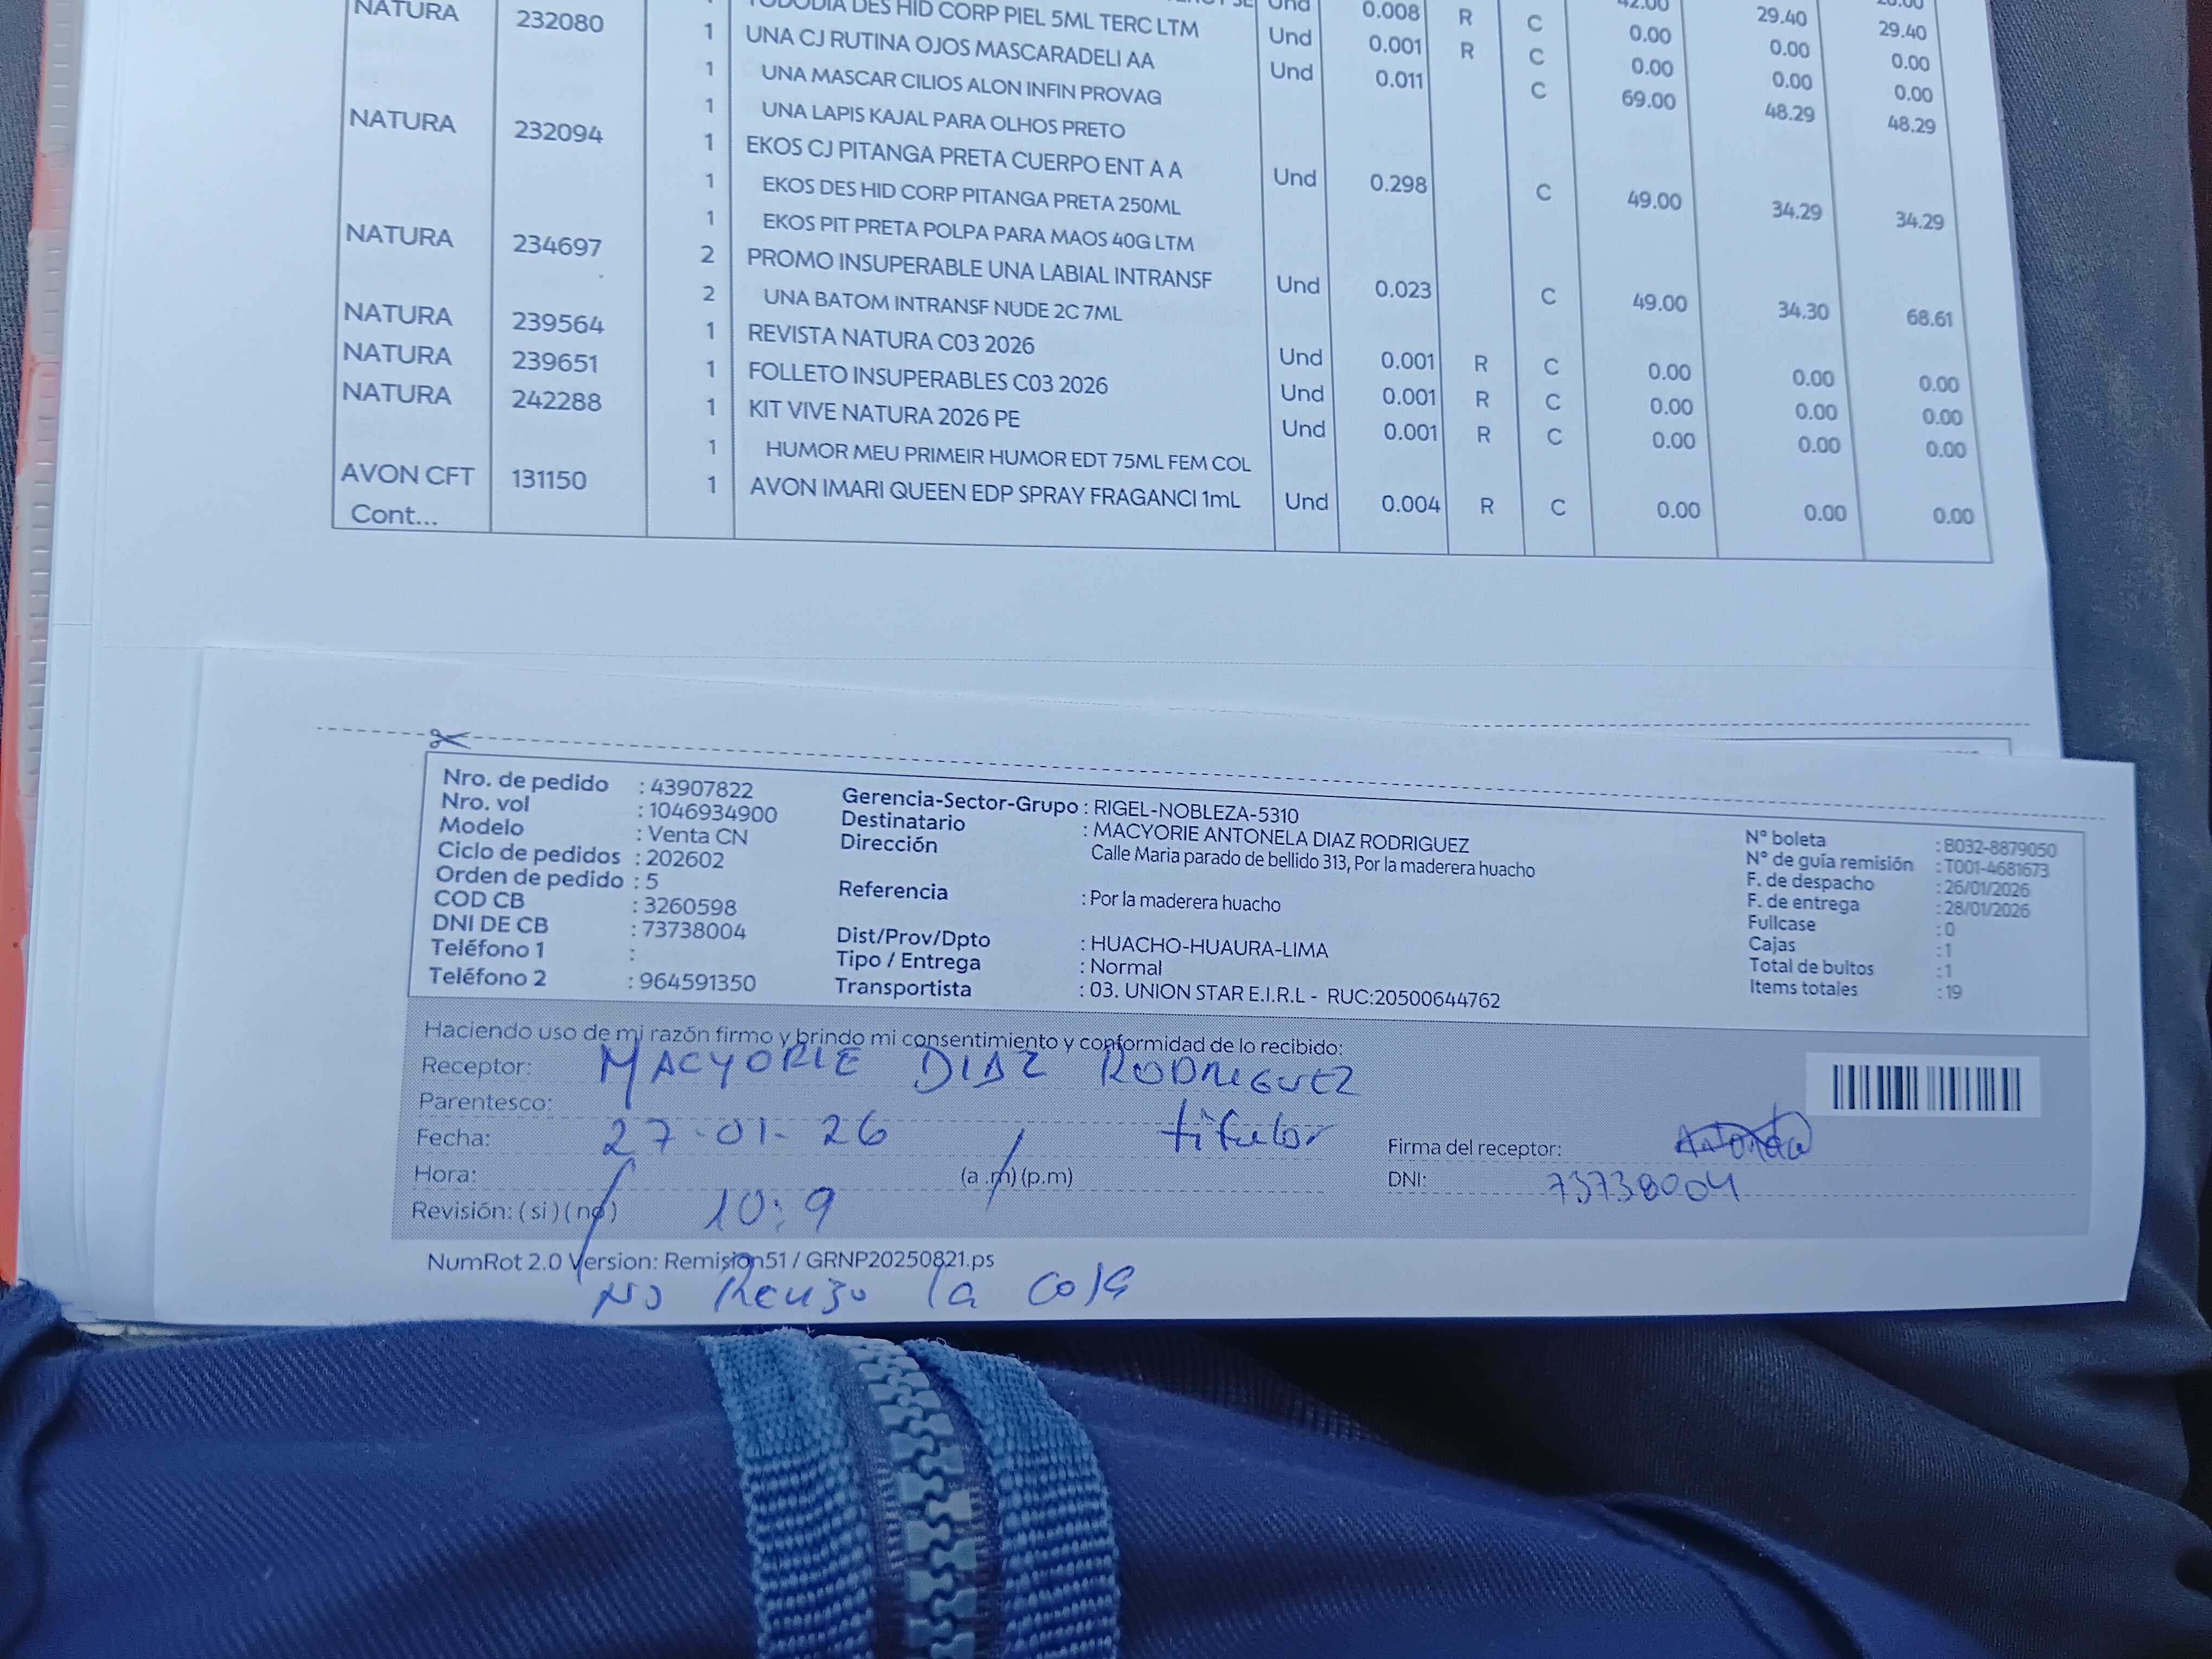 NATURA 232080 1 TODODIA DES HID CORP PIEL 5ML TERC LTM Und 0.008 R C 42.00 29.40 29.40
1 UNA CJ RUTINA OJOS MASCARADELI AA Und 0.001 R C 0.00 0.00 0.00
1 UNA MASCAR CILIOS ALON INFIN PROVAG Und 0.011 C 0.00 0.00 0.00
1 UNA LAPIS KAJAL PARA OLHOS PRETO 69.00 48.29 48.29
NATURA 232094 1 EKOS CJ PITANGA PRETA CUERPO ENT A A Und 0.298 C 49.00 34.29 34.29
1 EKOS DES HID CORP PITANGA PRETA 250ML
1 EKOS PIT PRETA POLPA PARA MAOS 40G LTM
NATURA 234697 2 PROMO INSUPERABLE UNA LABIAL INTRANSF Und 0.023 C 49.00 34.30 68.61
2 UNA BATOM INTRANSF NUDE 2C 7ML
NATURA 239564 1 REVISTA NATURA C03 2026 Und 0.001 R C 0.00 0.00 0.00
NATURA 239651 1 FOLLETO INSUPERABLES C03 2026 Und 0.001 R C 0.00 0.00 0.00
NATURA 242288 1 KIT VIVE NATURA 2026 PE Und 0.001 R C 0.00 0.00 0.00
1 HUMOR MEU PRIMEIR HUMOR EDT 75ML FEM COL
AVON CFT 131150 1 AVON IMARI QUEEN EDP SPRAY FRAGANCI 1mL Und 0.004 R C 0.00 0.00 0.00
Cont...
Nro. de pedido : 43907822
Nro. vol : 1046934900
Modelo : Venta CN
Ciclo de pedidos : 202602
Orden de pedido : 5
COD CB : 3260598
DNI DE CB : 73738004
Teléfono 1 :
Teléfono 2 : 964591350
Gerencia-Sector-Grupo : RIGEL-NOBLEZA-5310
Destinatario : MACYORIE ANTONELA DIAZ RODRIGUEZ
Dirección Calle Maria parado de bellido 313, Por la maderera huacho
Referencia : Por la maderera huacho
Dist/Prov/Dpto : HUACHO-HUAURA-LIMA
Tipo / Entrega : Normal
Transportista : 03. UNION STAR E.I.R.L - RUC:20500644762
N° boleta : B032-8879050
N° de guía remisión : T001-4681673
F. de despacho : 26/01/2026
F. de entrega : 28/01/2026
Fullcase : 0
Cajas : 1
Total de bultos : 1
Items totales : 19
Haciendo uso de mi razón firmo y brindo mi consentimiento y conformidad de lo recibido:
Receptor: MACYORIE DIAZ RODRIGUEZ
Parentesco: titular
Fecha: 27-01-26
Hora: 10:9 (a .m) (p.m)
Revisión: ( si ) ( no )
Firma del receptor: Antonela
DNI: 73738004
NumRot 2.0 Version: Remision51 / GRNP20250821.ps
No Revizo la caja